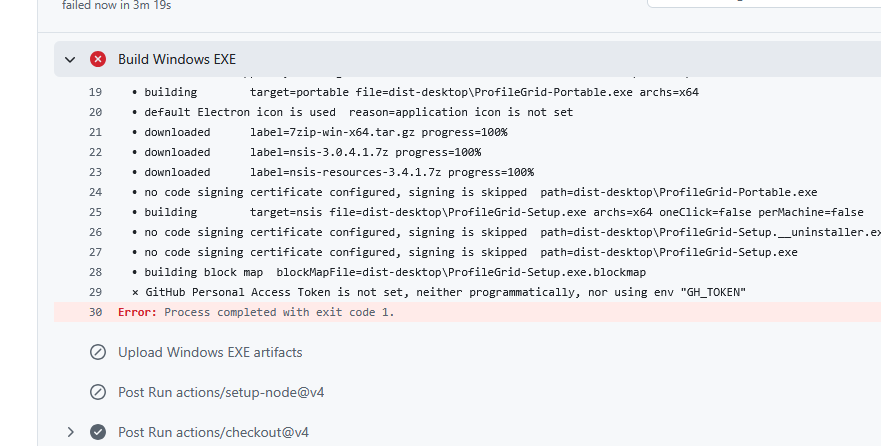 failed now in 3m 19s
Build Windows EXE
19 • building target=portable file=dist-desktop\ProfileGrid-Portable.exe archs=x64
20 • default Electron icon is used reason=application icon is not set
21 • downloaded label=7zip-win-x64.tar.gz progress=100%
22 • downloaded label=nsis-3.0.4.1.7z progress=100%
23 • downloaded label=nsis-resources-3.4.1.7z progress=100%
24 • no code signing certificate configured, signing is skipped path=dist-desktop\ProfileGrid-Portable.exe
25 • building target=nsis file=dist-desktop\ProfileGrid-Setup.exe archs=x64 oneClick=false perMachine=false
26 • no code signing certificate configured, signing is skipped path=dist-desktop\ProfileGrid-Setup.__uninstaller.ex
27 • no code signing certificate configured, signing is skipped path=dist-desktop\ProfileGrid-Setup.exe
28 • building block map blockMapFile=dist-desktop\ProfileGrid-Setup.exe.blockmap
29 ⨯ GitHub Personal Access Token is not set, neither programmatically, nor using env "GH_TOKEN"
30 Error: Process completed with exit code 1.
Upload Windows EXE artifacts
Post Run actions/setup-node@v4
Post Run actions/checkout@v4